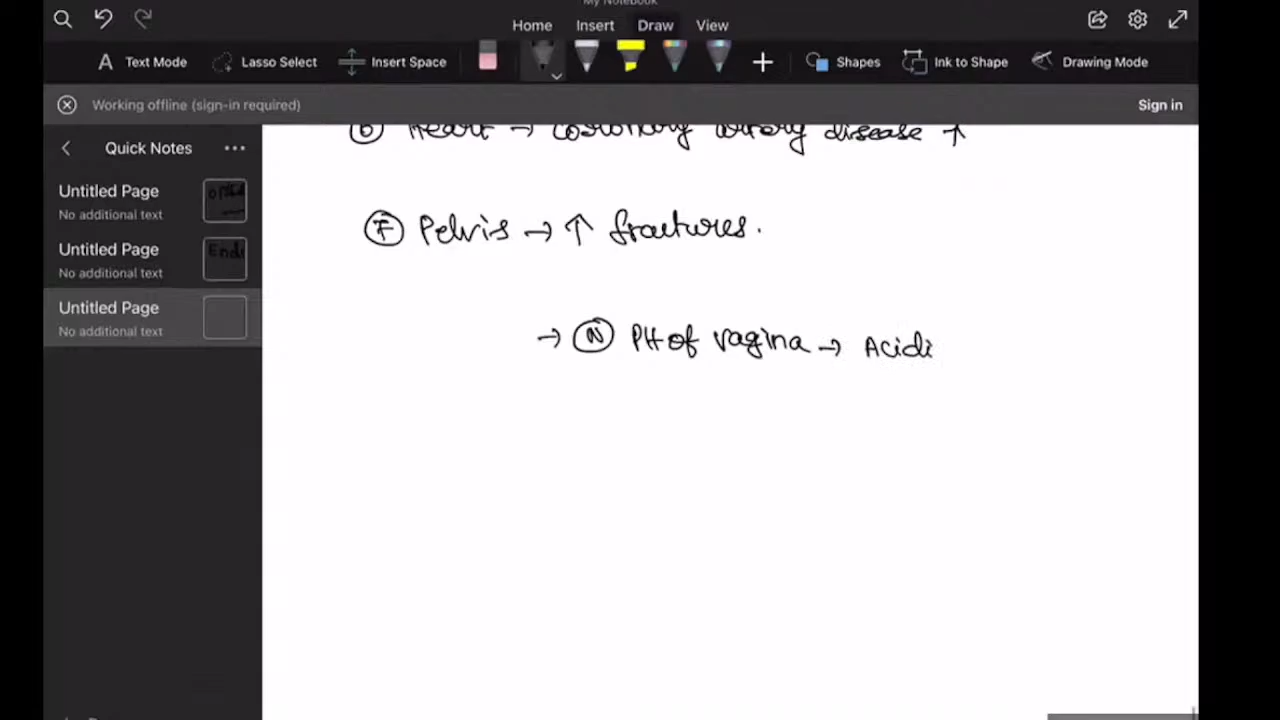 My Notebook
Home Insert Draw View
Text Mode Lasso Select Insert Space Shapes Ink to Shape Drawing Mode
Working offline (sign-in required) Sign in
Quick Notes
Untitled Page
No additional text
Untitled Page
No additional text
Untitled Page
No additional text
Heart → coronary artery disease ↑
F Pelvis → ↑ fractures.
→ N PH of vagina → Acidi